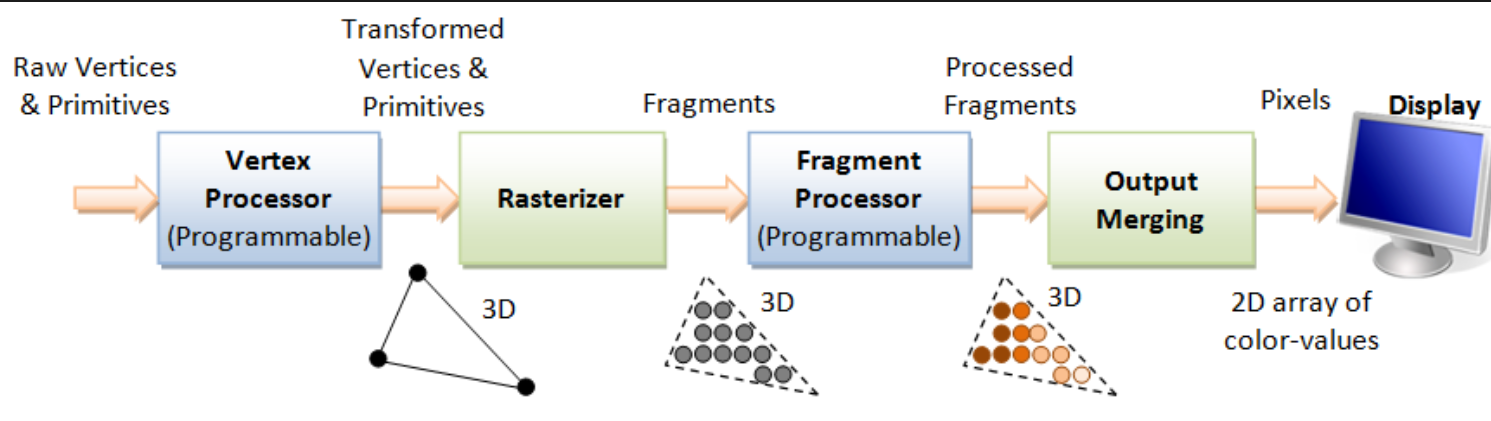 Raw Vertices
& Primitives
Transformed
Vertices &
Primitives
Fragments
Processed
Fragments
Pixels
Display
Vertex
Processor
(Programmable)
Rasterizer
Fragment
Processor
(Programmable)
Output
Merging
3D
3D
3D
2D array of
color-values